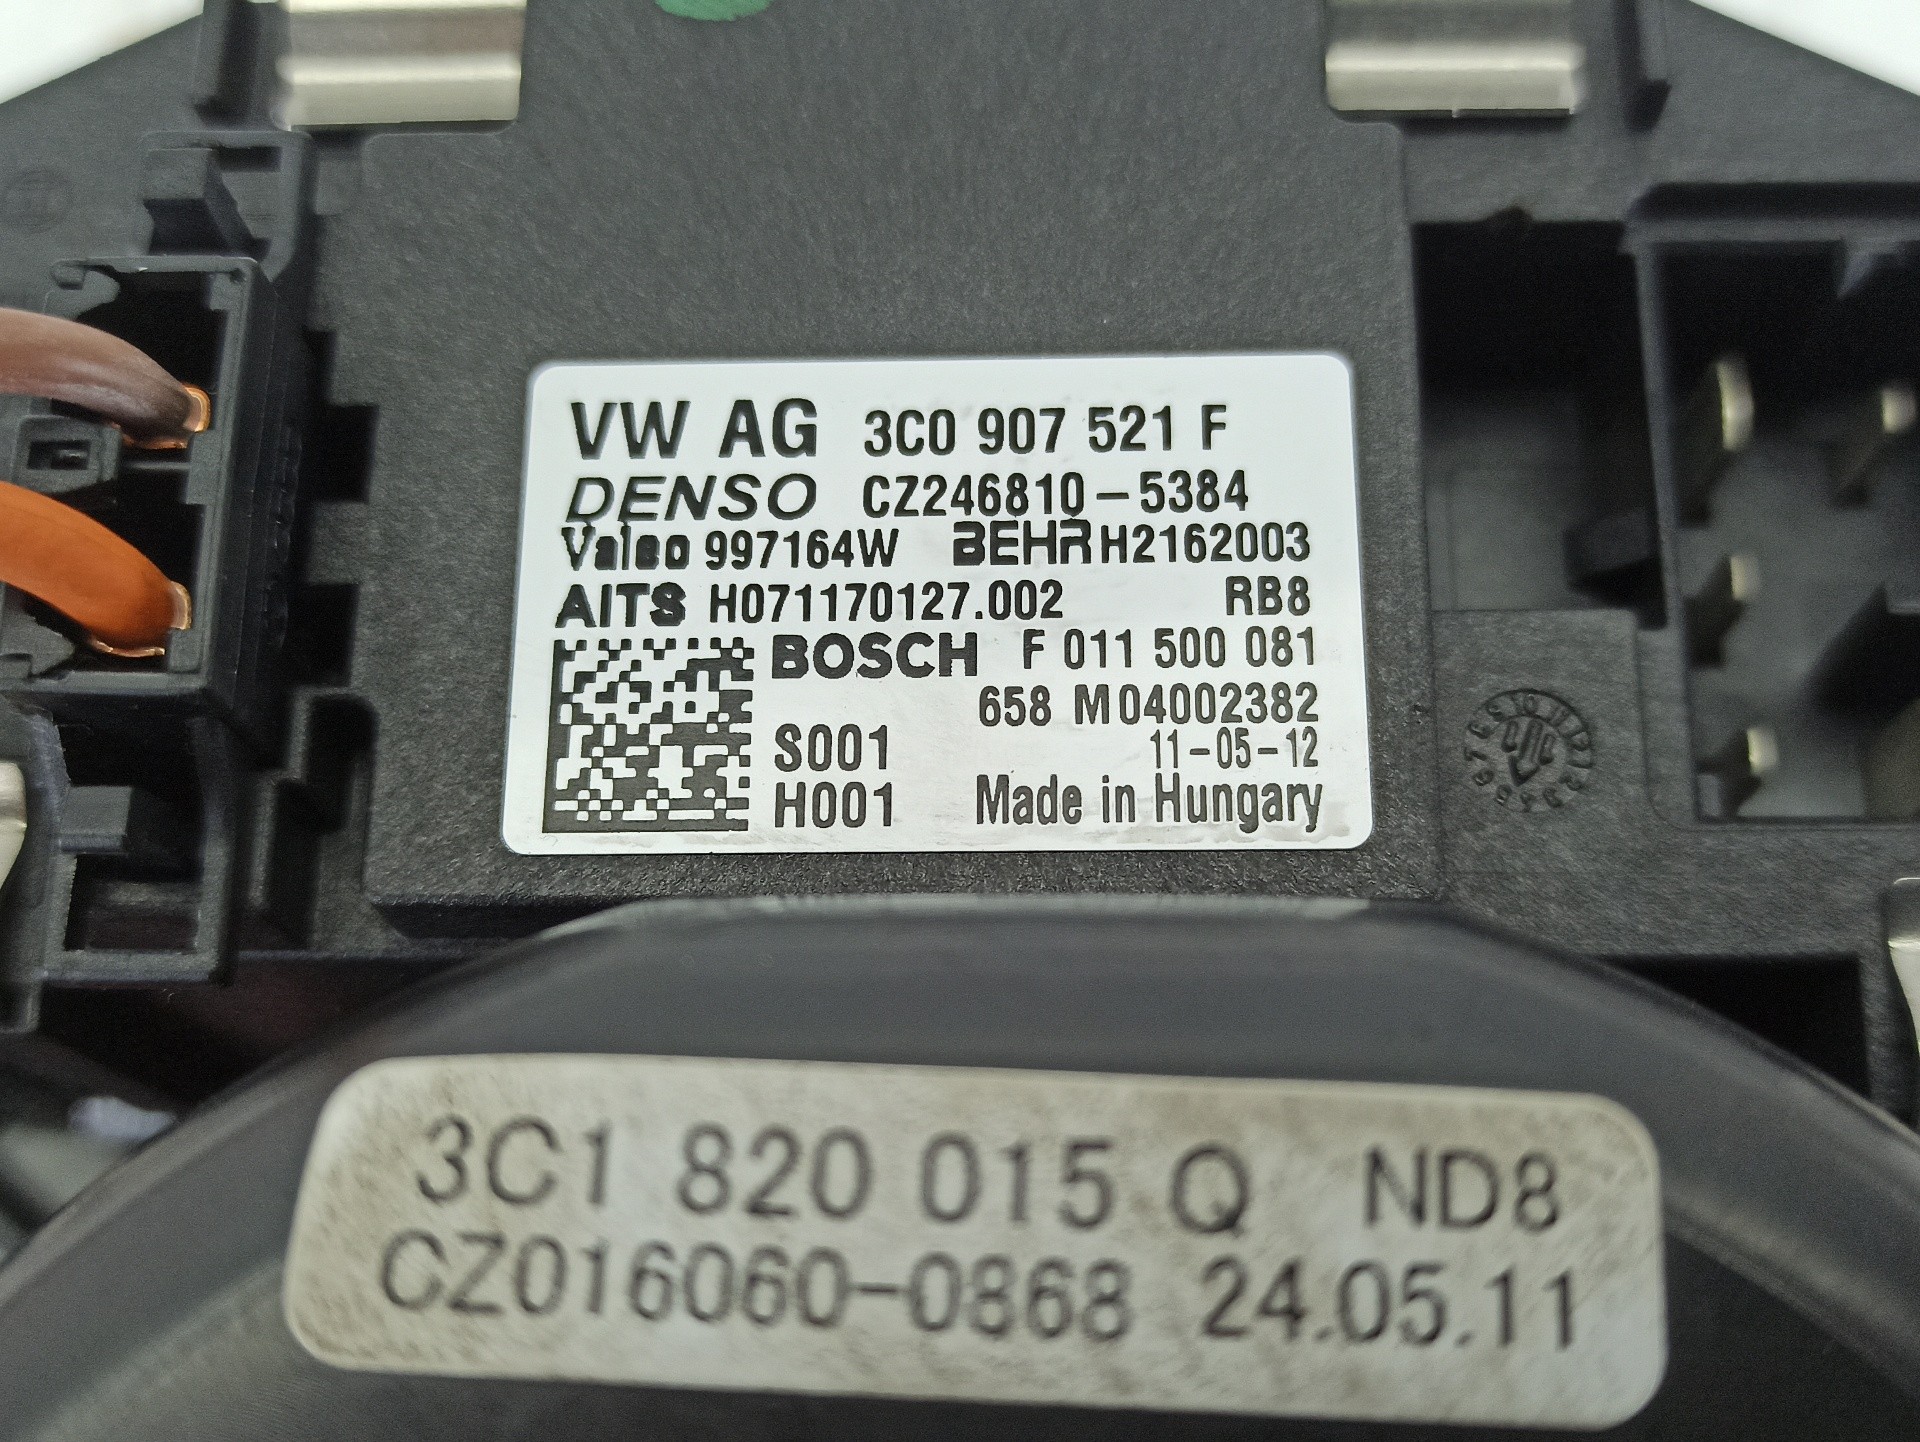 VW AG 3C0 907 521 F
DENSO CZ246810-5384
Valeo 997164W BEHR H2162003
AITS H071170127.002 RB8
BOSCH F 011 500 081
658 M04002382
S001 11-05-12
H001 Made in Hungary
3C1 820 015 Q ND8
CZ016060-0868 24.05.11